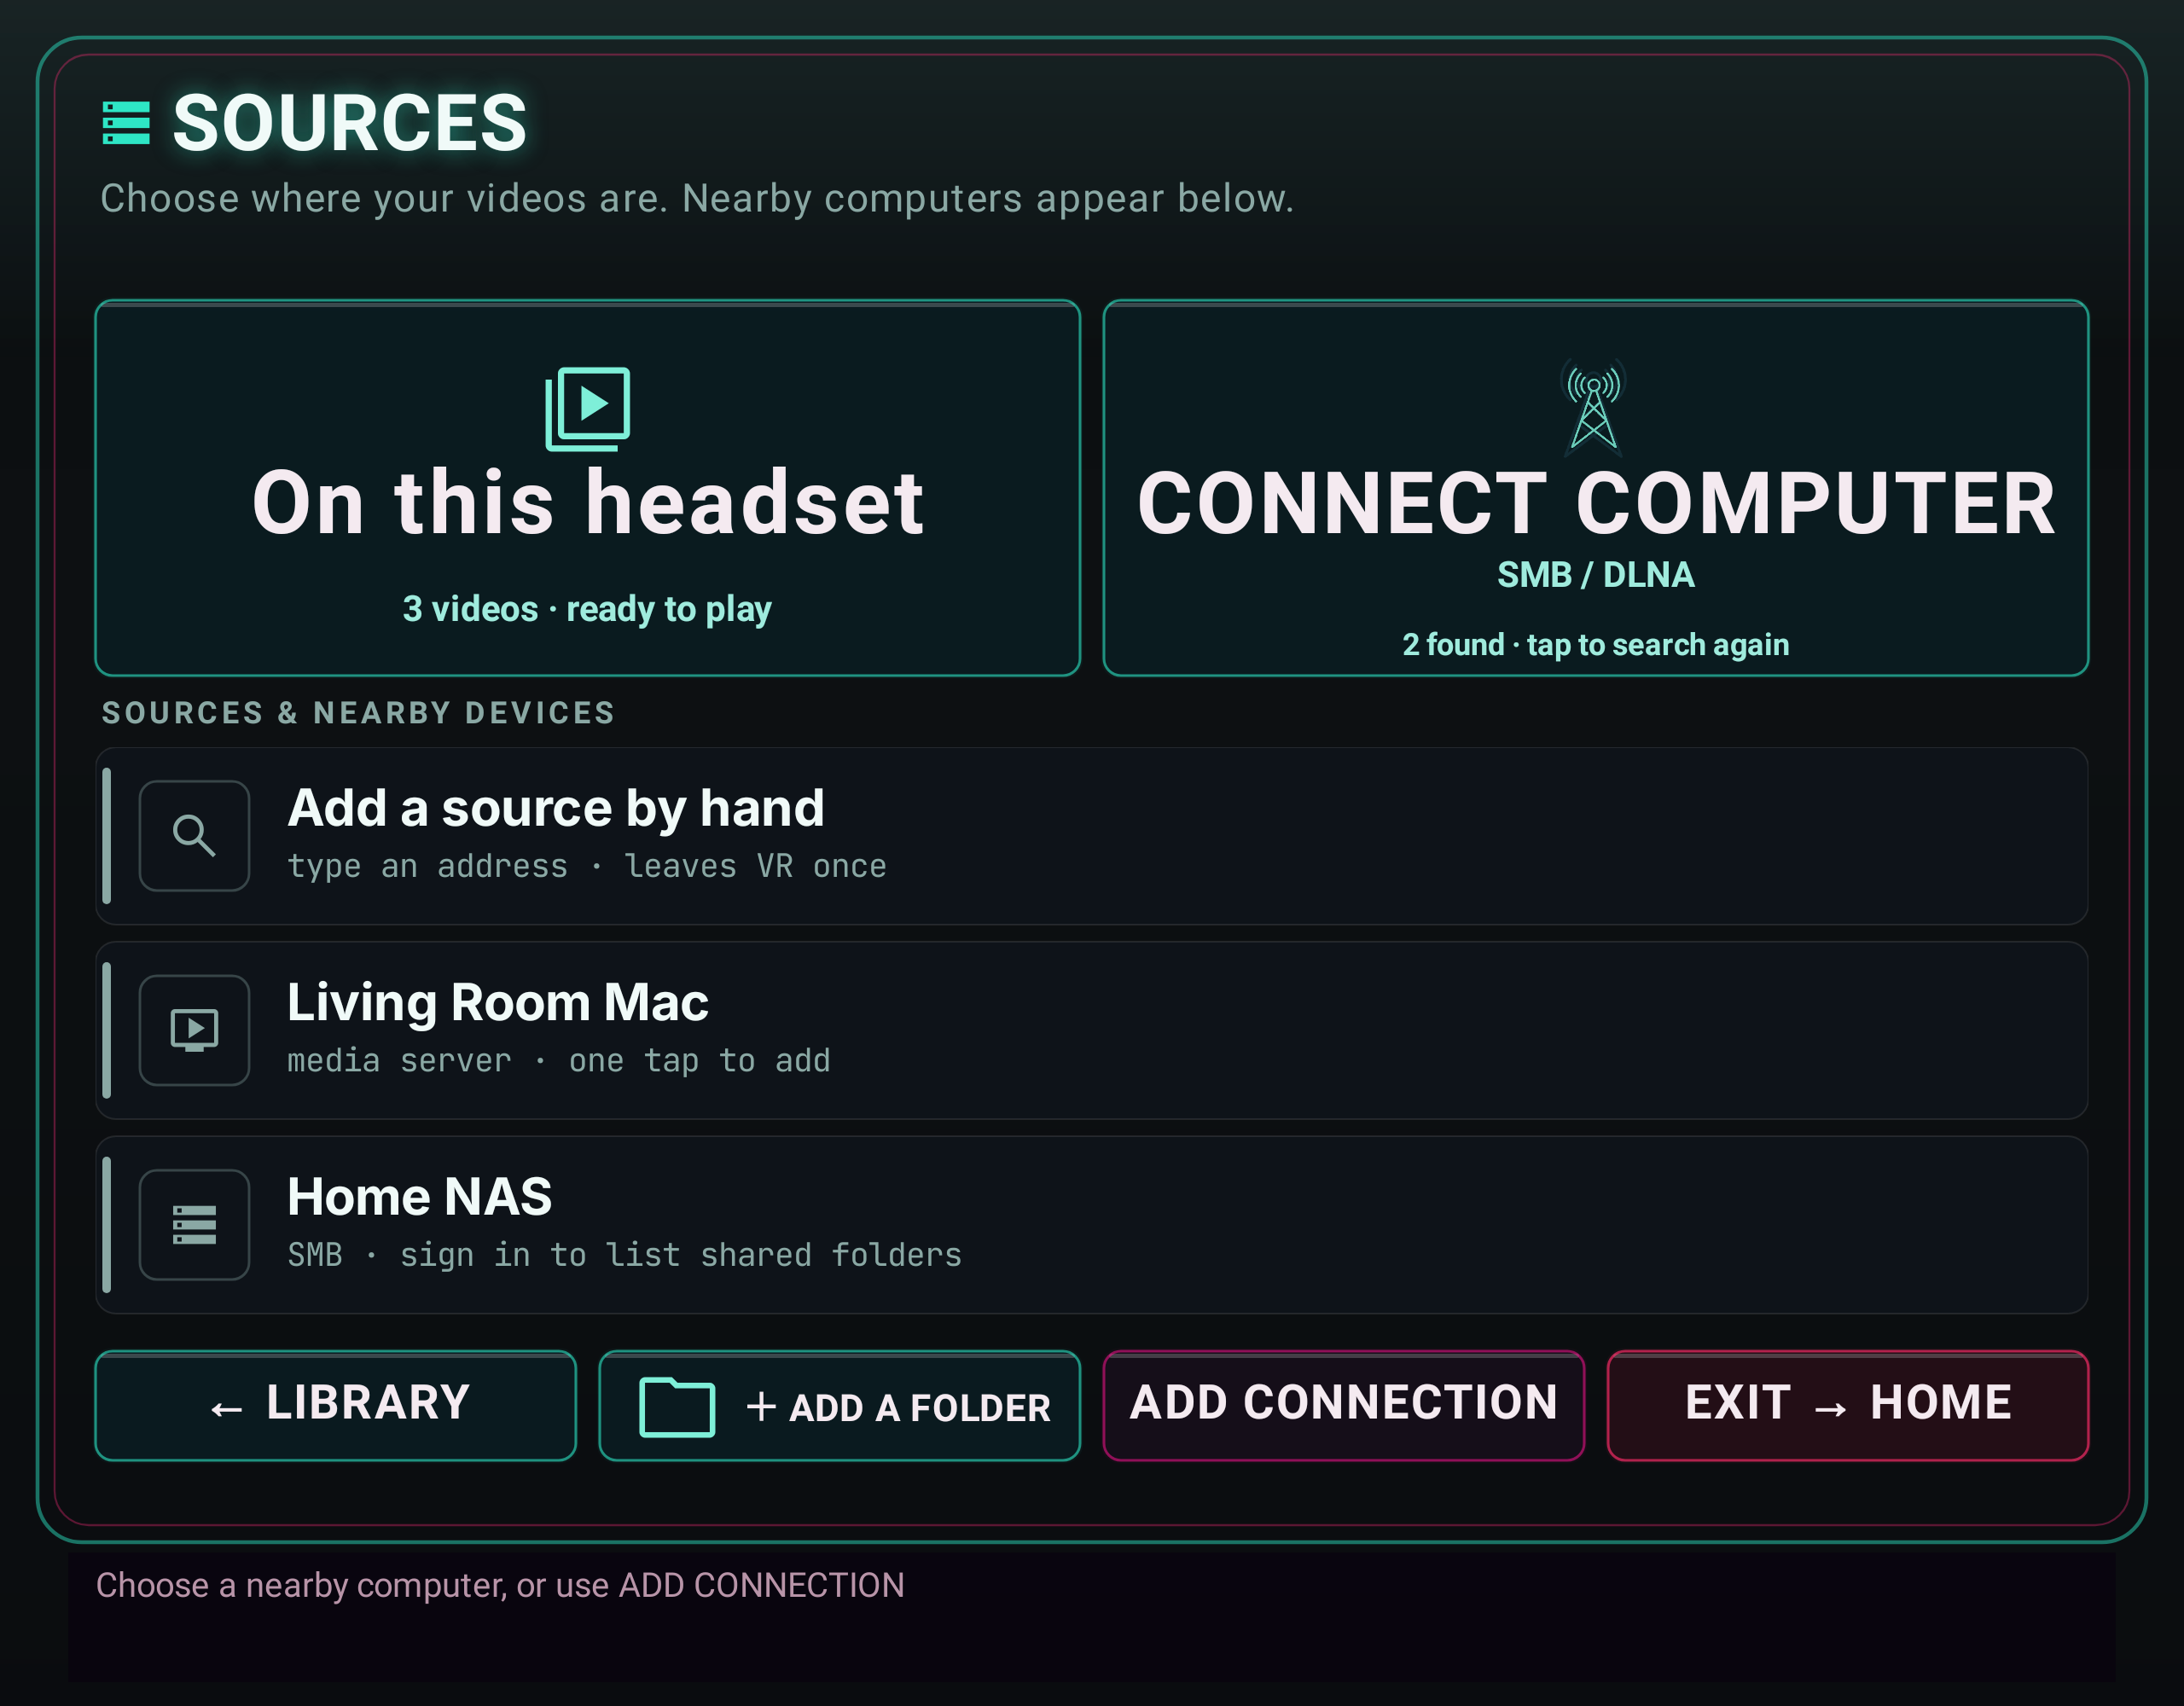 SOURCES
Choose where your videos are. Nearby computers appear below.
On this headset
3 videos · ready to play
CONNECT COMPUTER
SMB / DLNA
2 found · tap to search again
SOURCES & NEARBY DEVICES
Add a source by hand
type an address · leaves VR once
Living Room Mac
media server · one tap to add
Home NAS
SMB · sign in to list shared folders
← LIBRARY
+ ADD A FOLDER
ADD CONNECTION
EXIT → HOME
Choose a nearby computer, or use ADD CONNECTION